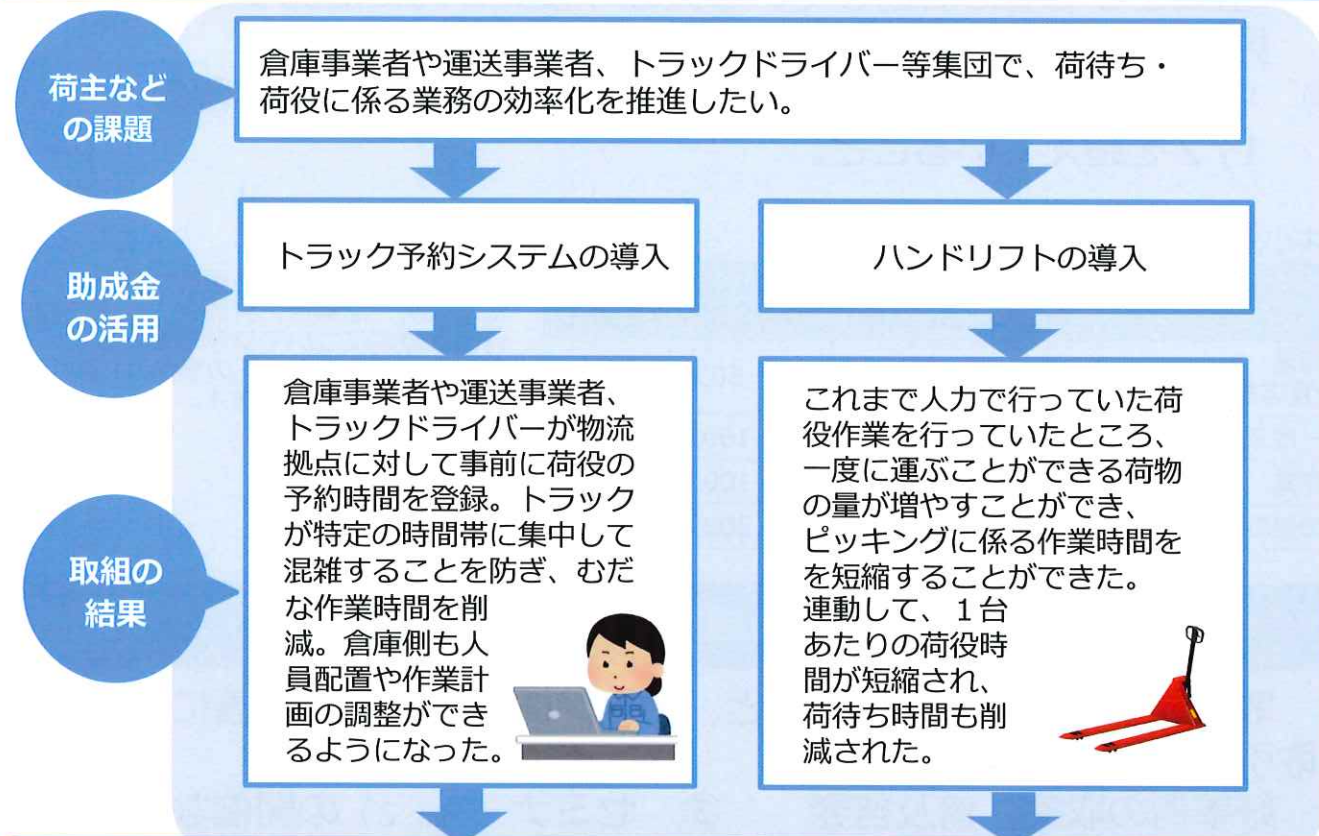 荷主など
の課題
倉庫事業者や運送事業者、トラックドライバー等集団で、荷待ち・
荷役に係る業務の効率化を推進したい。
助成金
の活用
トラック予約システムの導入
ハンドリフトの導入
取組の
結果
倉庫事業者や運送事業者、
トラックドライバーが物流
拠点に対して事前に荷役の
予約時間を登録。トラック
が特定の時間帯に集中して
混雑することを防ぎ、むだ
な作業時間を削
減。倉庫側も人
員配置や作業計
画の調整ができ
るようになった。
これまで人力で行っていた荷
役作業を行っていたところ、
一度に運ぶことができる荷物
の量が増やすことができ、
ピッキングに係る作業時間を
を短縮することができた。
連動して、１台
あたりの荷役時
間が短縮され、
荷待ち時間も削
減された。